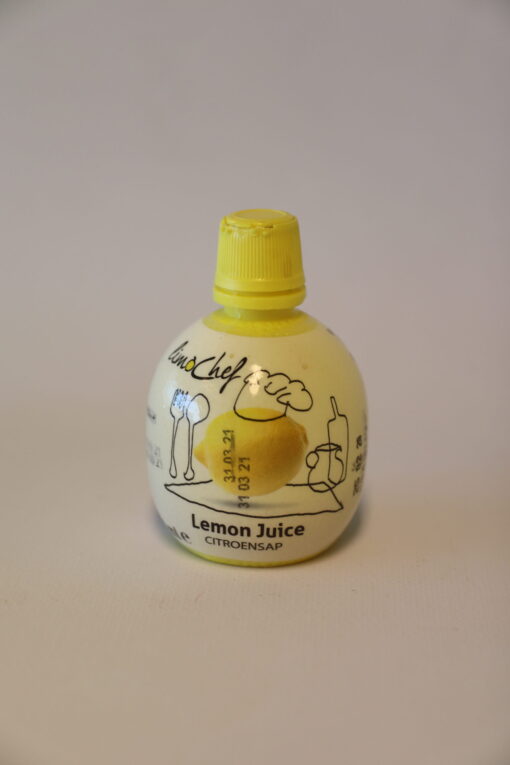 limoChef
31 03 21
31 03 21
Lemon Juice
CITROENSAP